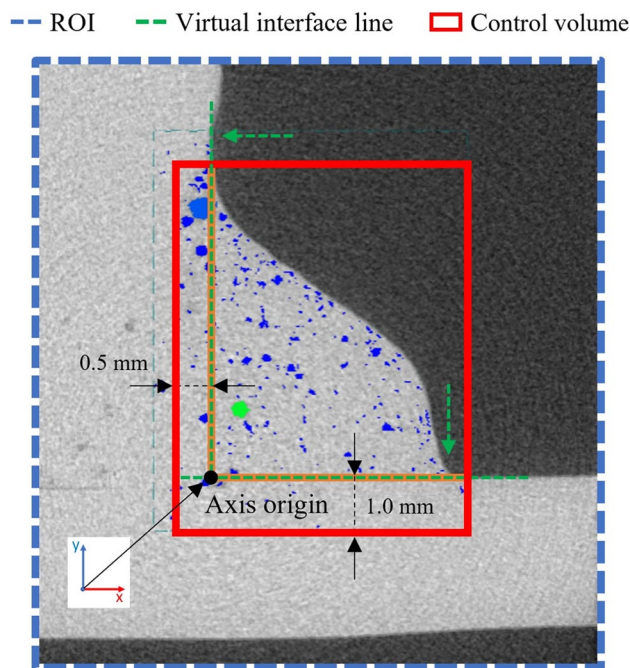 ROI Virtual interface line Control volume
0.5 mm
Axis origin
1.0 mm
y
x